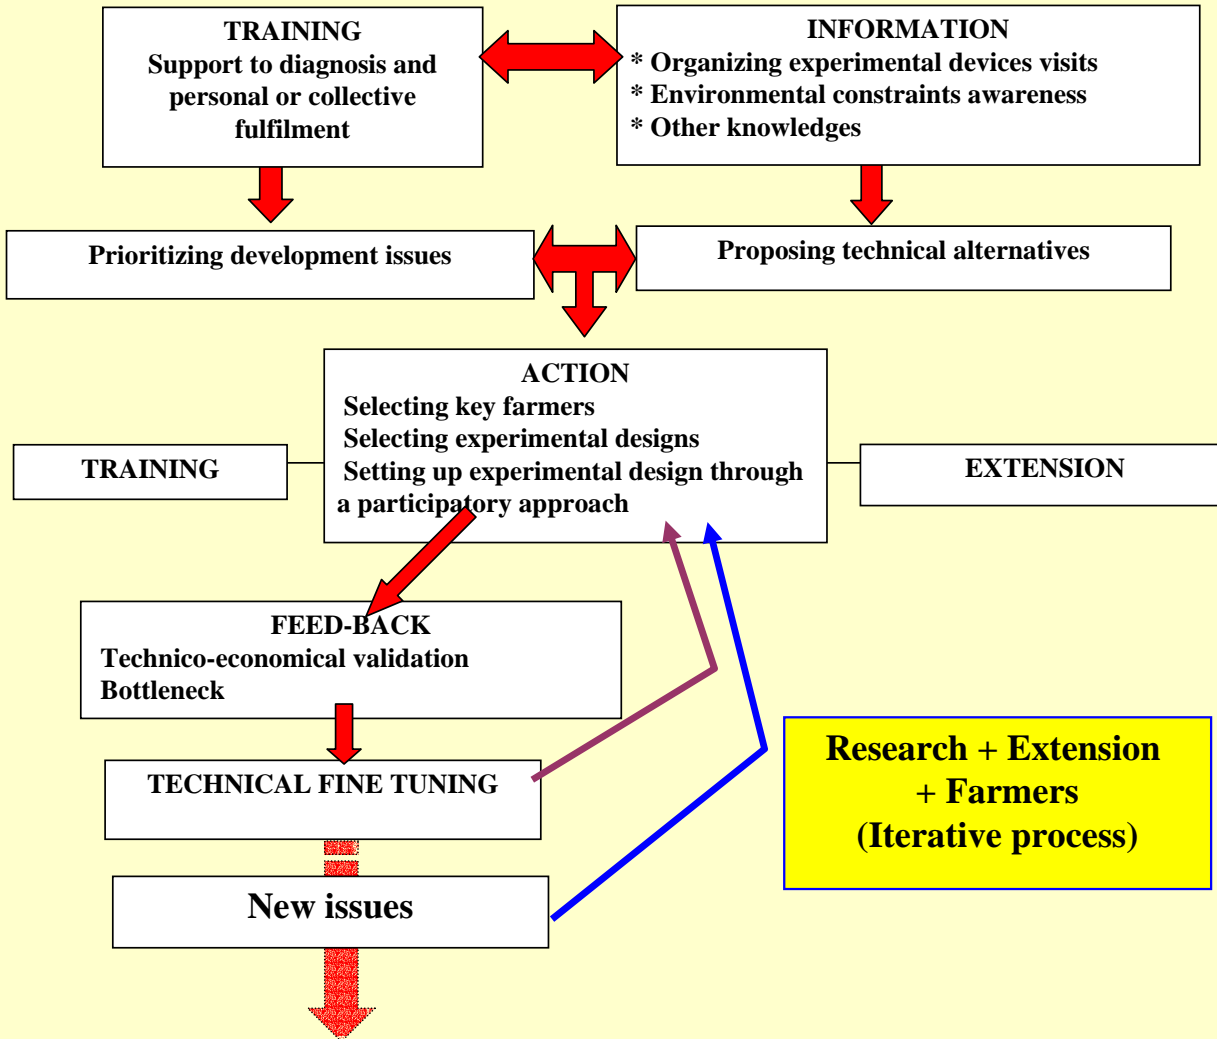 TRAINING
Support to diagnosis and
personal or collective
fulfilment
INFORMATION
* Organizing experimental devices visits
* Environmental constraints awareness
* Other knowledges
Prioritizing development issues
Proposing technical alternatives
ACTION
Selecting key farmers
Selecting experimental designs
Setting up experimental design through
a participatory approach
TRAINING
EXTENSION
FEED-BACK
Technico-economical validation
Bottleneck
TECHNICAL FINE TUNING
Research + Extension
+ Farmers
(Iterative process)
New issues